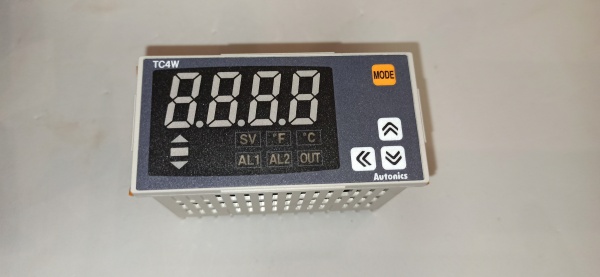 TC4W
8.8.8.8
MODE
SV °F °C
AL1 AL2 OUT
Autonics